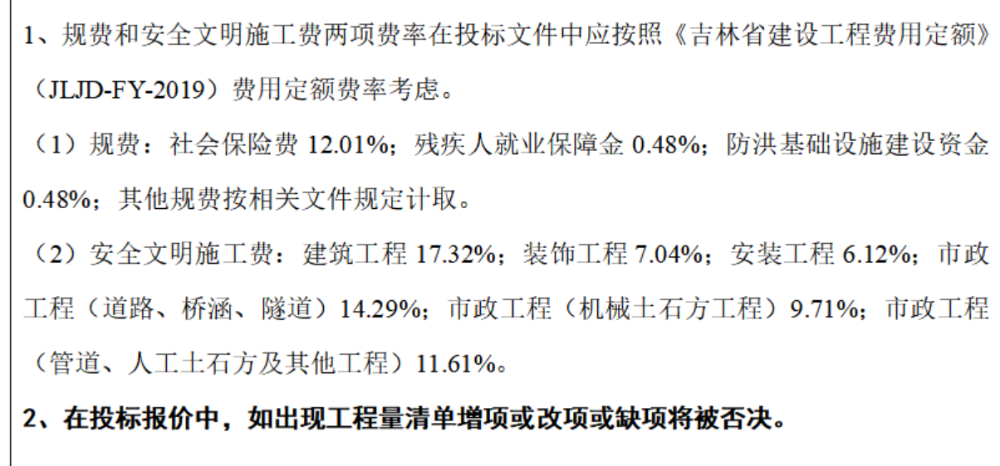 1、规费和安全文明施工费两项费率在投标文件中应按照《吉林省建设工程费用定额》
（JLJD-FY-2019）费用定额费率考虑。
（1）规费：社会保险费 12.01%；残疾人就业保障金 0.48%；防洪基础设施建设资金
0.48%；其他规费按相关文件规定计取。
（2）安全文明施工费：建筑工程 17.32%；装饰工程 7.04%；安装工程 6.12%；市政
工程（道路、桥涵、隧道）14.29%；市政工程（机械土石方工程）9.71%；市政工程
（管道、人工土石方及其他工程）11.61%。
2、在投标报价中，如出现工程量清单增项或改项或缺项将被否决。